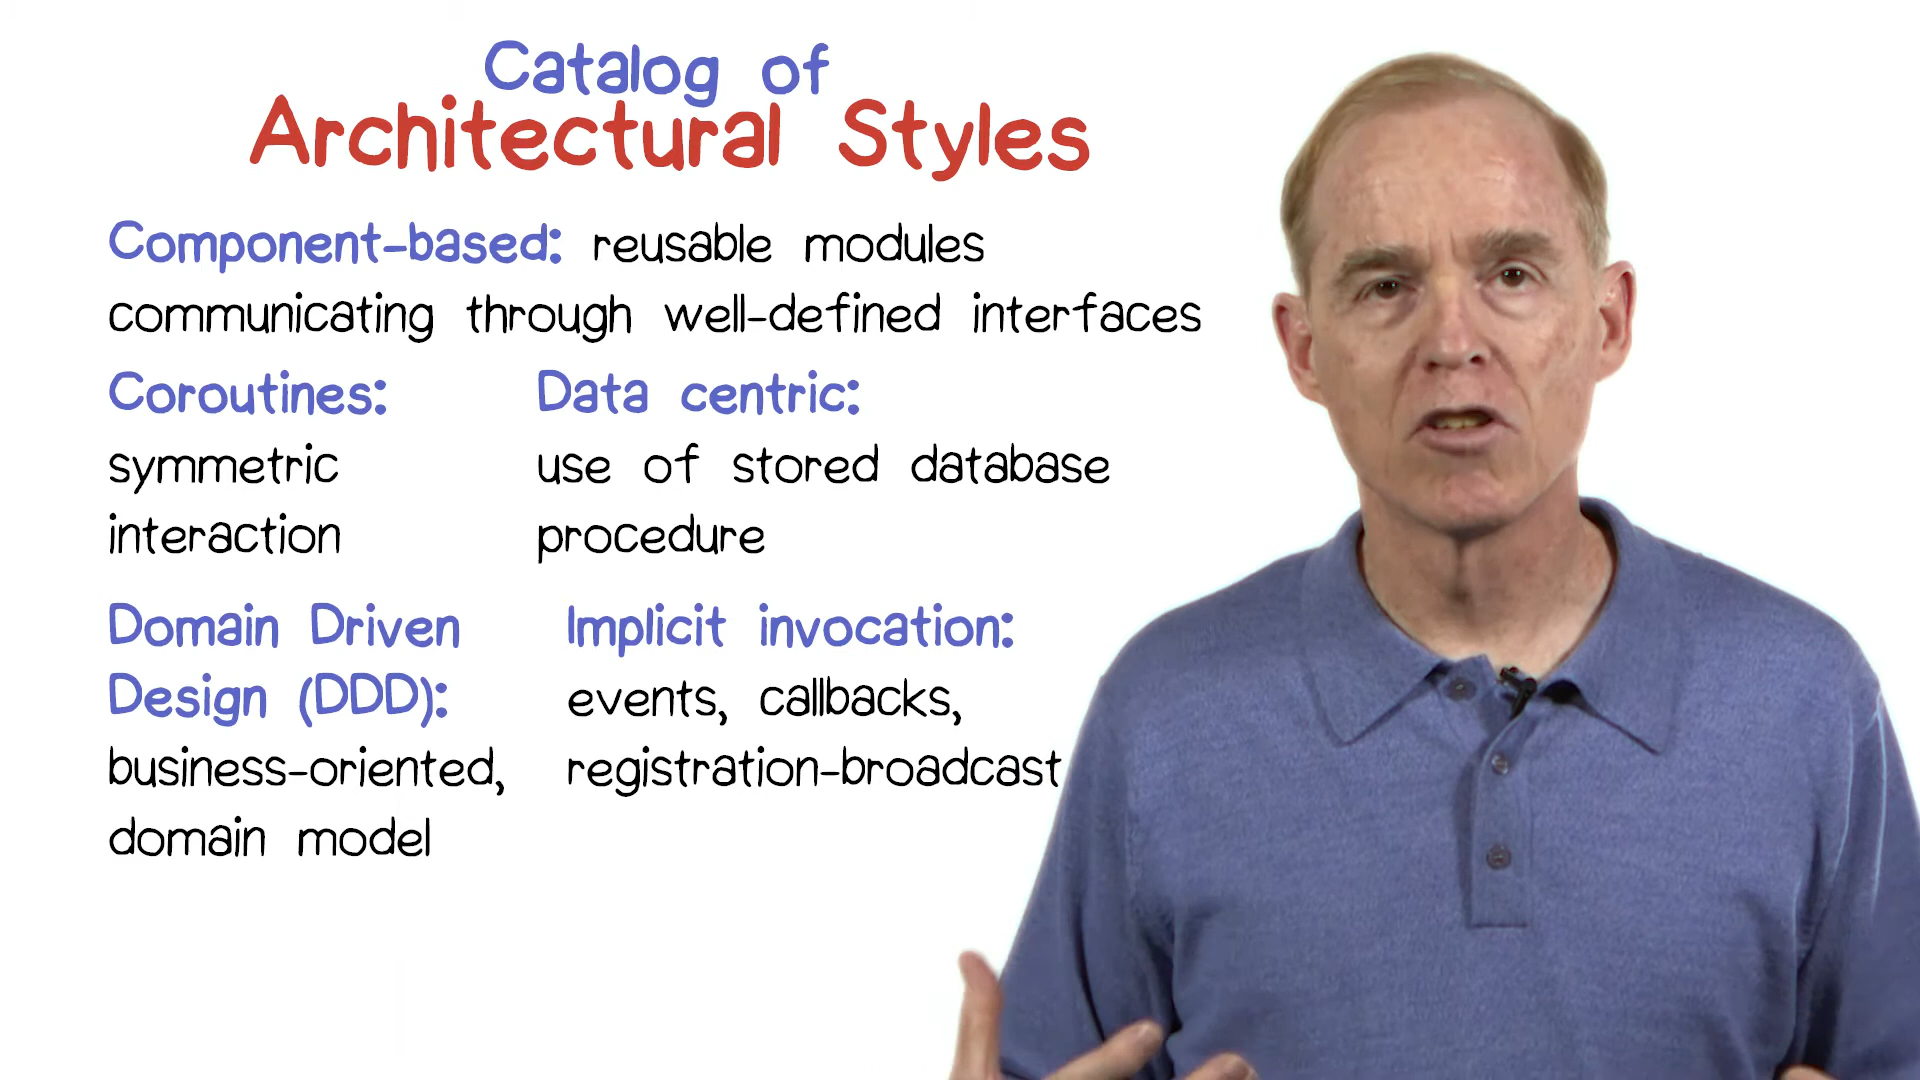 Catalog of
Architectural Styles
Component-based: reusable modules
communicating through well-defined interfaces
Coroutines:
symmetric
interaction
Data centric:
use of stored database
procedure
Domain Driven
Design (DDD):
business-oriented,
domain model
Implicit invocation:
events, callbacks,
registration-broadcast